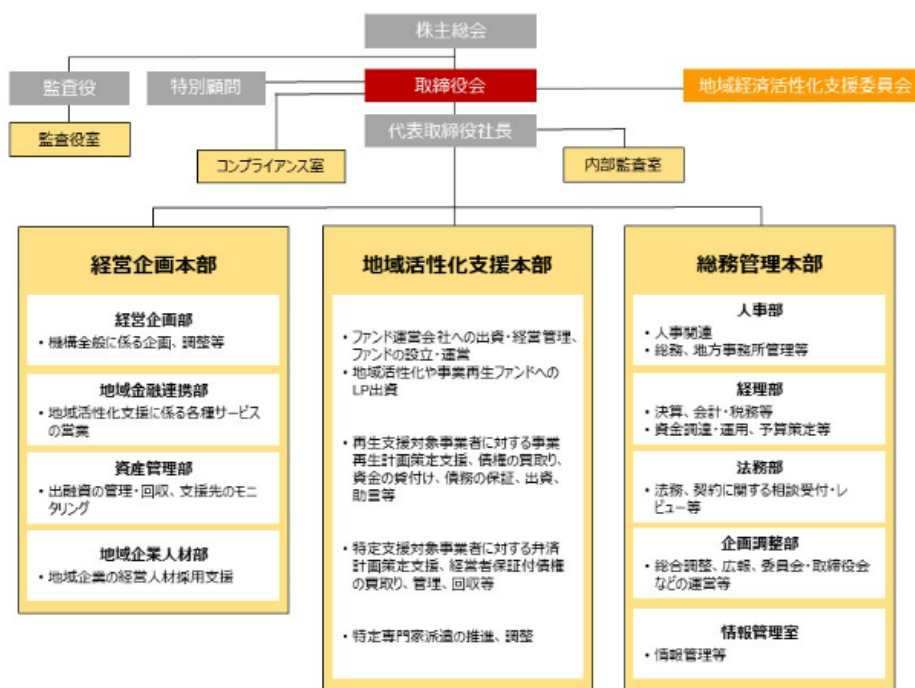 株主総会
監査役
特別顧問
取締役会
地域経済活性化支援委員会
監査役室
代表取締役社長
コンプライアンス室
内部監査室
経営企画本部
経営企画部
・機構全般に係る企画、調整等
地域金融連携部
・地域活性化支援に係る各種サービス
の営業
資産管理部
・出融資の管理・回収、支援先のモニ
タリング
地域企業人材部
・地域企業の経営人材採用支援
地域活性化支援本部
・ファンド運営会社への出資・経営管理、
ファンドの設立・運営
・地域活性化や事業再生ファンドへの
LP出資
・再生支援対象事業者に対する事業
再生計画策定支援、債権の買取り、
資金の貸付け、債務の保証、出資、
助言等
・特定支援対象事業者に対する弁済
計画策定支援、経営者保証付債権
の買取り、管理、回収等
・特定専門家派遣の推進、調整
総務管理本部
人事部
・人事関連
・総務、地方事務所管理等
経理部
・決算、会計・税務等
・資金調達・運用、予算策定等
法務部
・法務、契約に関する相談受付・レ
ビュー等
企画調整部
・総合調整、広報、委員会・取締役会
などの運営等
情報管理室
・情報管理等